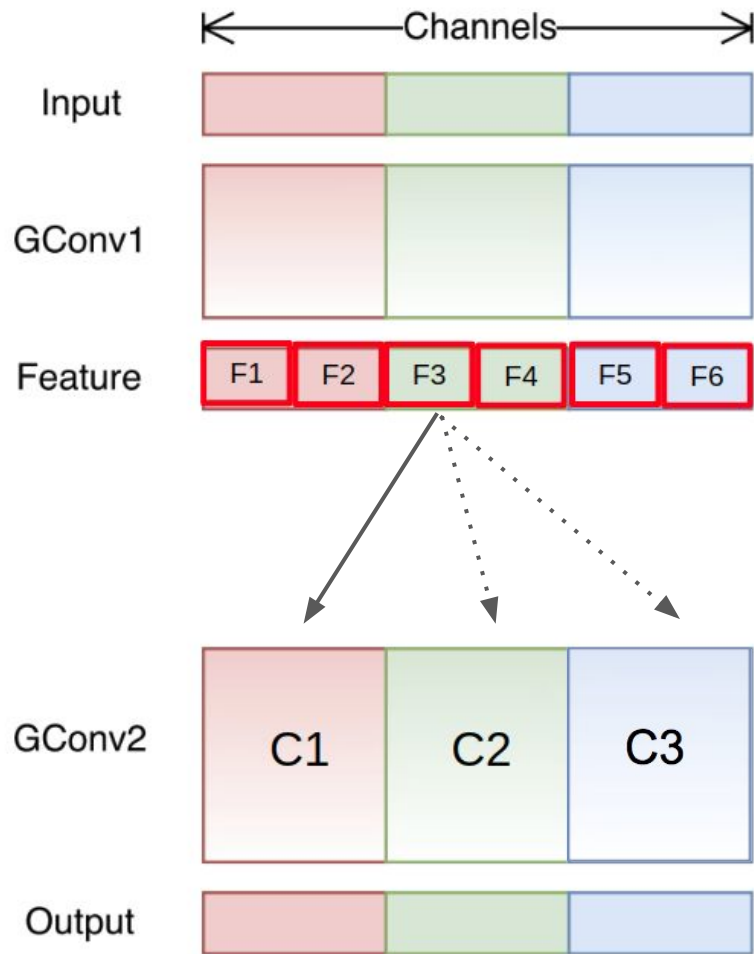 Channels
Input
GConv1
Feature
F1 F2 F3 F4 F5 F6
GConv2
C1 C2 C3
Output